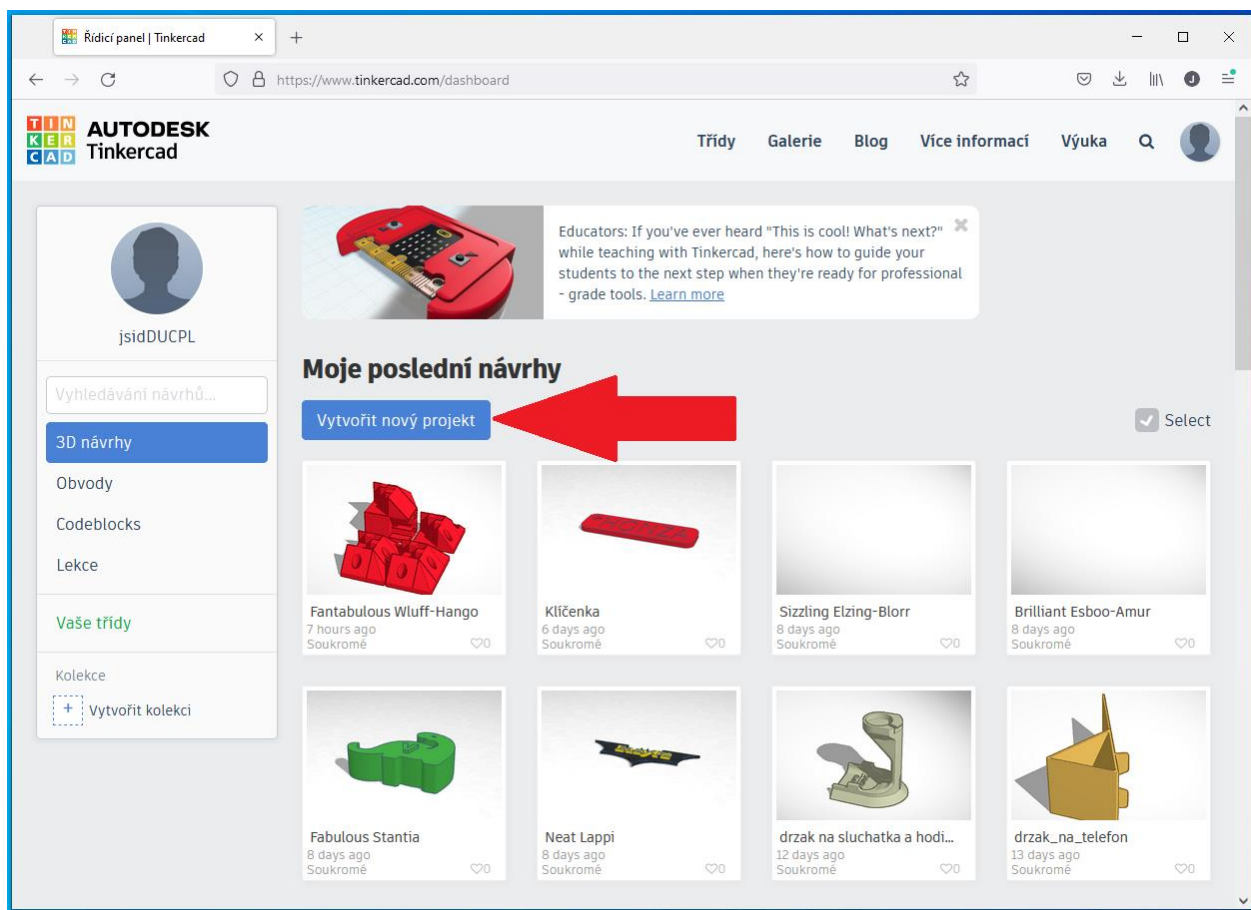 Řídicí panel | Tinkercad
https://www.tinkercad.com/dashboard
J
TIN
KER
CAD
AUTODESK
Tinkercad
Třídy Galerie Blog Více informací Výuka
jsidDUCPL
Vyhledávání návrhů...
3D návrhy
Obvody
Codeblocks
Lekce
Vaše třídy
Kolekce
+ Vytvořit kolekci
Educators: If you've ever heard "This is cool! What's next?"
while teaching with Tinkercad, here's how to guide your
students to the next step when they're ready for professional
- grade tools. Learn more
Moje poslední návrhy
Vytvořit nový projekt
Select
Fantabulous Wluff-Hango
7 hours ago
Soukromé 0
Klíčenka
6 days ago
Soukromé 0
Sizzling Elzing-Blorr
8 days ago
Soukromé 0
Brilliant Esboo-Amur
8 days ago
Soukromé 0
Fabulous Stantia
8 days ago
Soukromé 0
Neat Lappi
8 days ago
Soukromé 0
drzak na sluchatka a hodi...
12 days ago
Soukromé 0
drzak_na_telefon
13 days ago
Soukromé 0